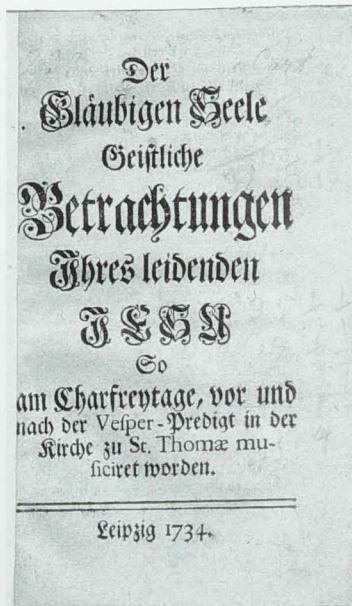 Der
Gläubigen Seele
Geistliche
Betrachtungen
Ihres leidenden
JESU
So
am Charfreytage, vor und
nach der Vesper-Predigt in der
Kirche zu St. Thomæ mu-
siciret worden.
Leipzig 1734.